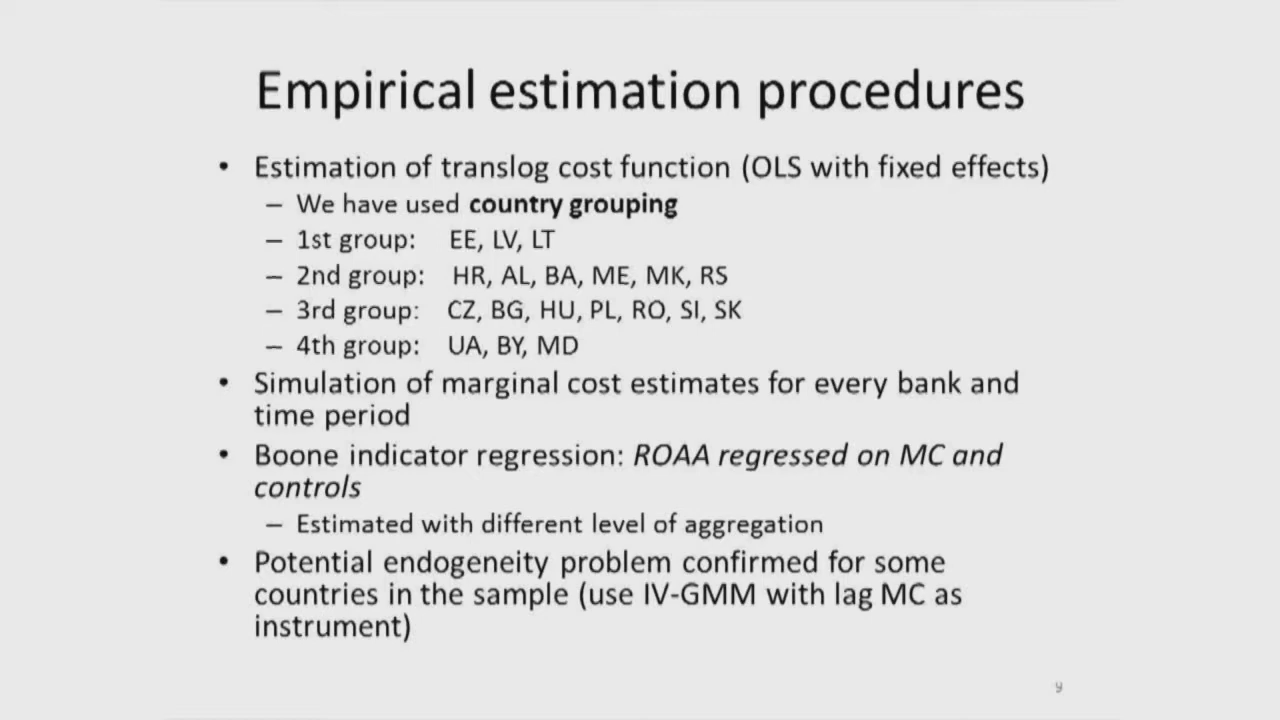 Empirical estimation procedures
• Estimation of translog cost function (OLS with fixed effects)
– We have used country grouping
– 1st group: EE, LV, LT
– 2nd group: HR, AL, BA, ME, MK, RS
– 3rd group: CZ, BG, HU, PL, RO, SI, SK
– 4th group: UA, BY, MD
• Simulation of marginal cost estimates for every bank and
time period
• Boone indicator regression: ROAA regressed on MC and
controls
– Estimated with different level of aggregation
• Potential endogeneity problem confirmed for some
countries in the sample (use IV-GMM with lag MC as
instrument)
9